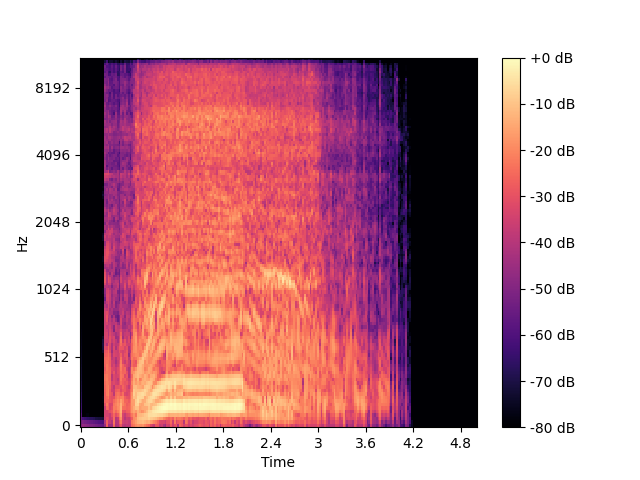 +0 dB
8192
-10 dB
4096
-20 dB
-30 dB
2048
-40 dB
Hz
1024
-50 dB
-60 dB
512
-70 dB
0
-80 dB
0 0.6 1.2 1.8 2.4 3 3.6 4.2 4.8
Time